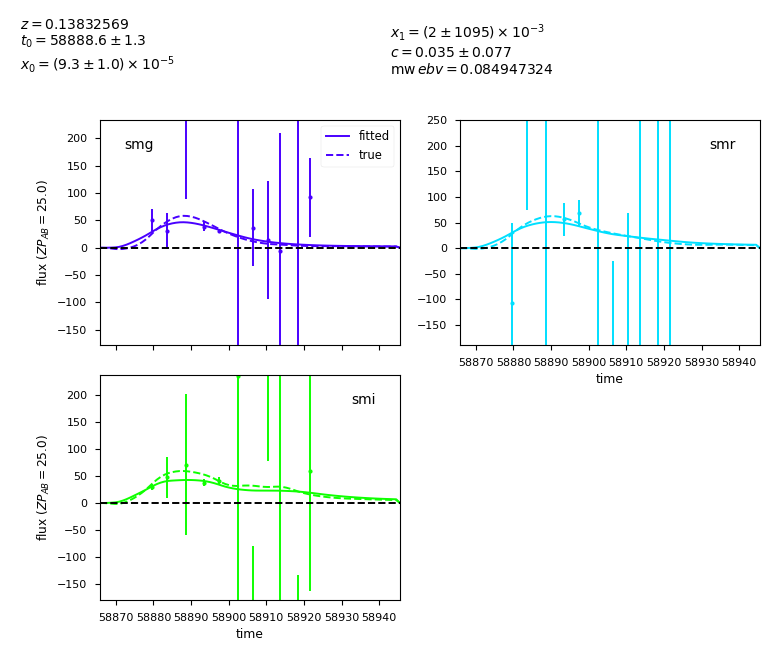 z = 0.13832569
t₀ = 58888.6 ± 1.3
x₀ = (9.3 ± 1.0) × 10⁻⁵
x₁ = (2 ± 1095) × 10⁻³
c = 0.035 ± 0.077
mw ebv = 0.084947324
smg
fitted
true
flux (ZP_AB = 25.0)
200
150
100
50
0
−50
−100
−150
smr
250
200
150
100
50
0
−50
−100
−150
58870 58880 58890 58900 58910 58920 58930 58940
time
smi
flux (ZP_AB = 25.0)
200
150
100
50
0
−50
−100
−150
58870 58880 58890 58900 58910 58920 58930 58940
time